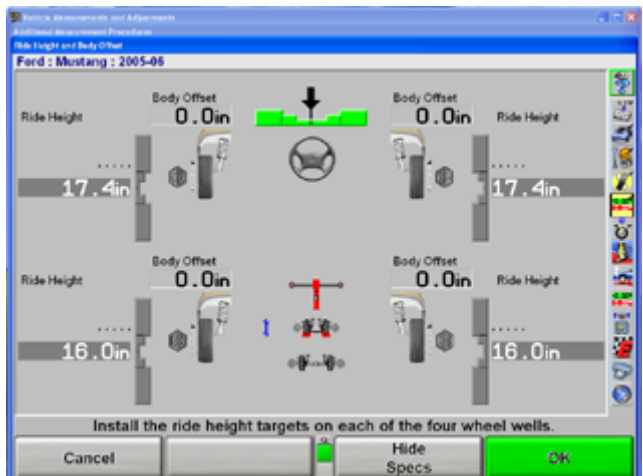 Vehicle Measurements and Adjustments
Additional Measurement Procedures
Ride Height and Body Offset
Ford : Mustang : 2005-06
Body Offset
0.0in
Body Offset
0.0in
Ride Height
Ride Height
17.4in
17.4in
Body Offset
0.0in
Body Offset
0.0in
Ride Height
Ride Height
16.0in
16.0in
Install the ride height targets on each of the four wheel wells.
Cancel
Hide
Specs
OK